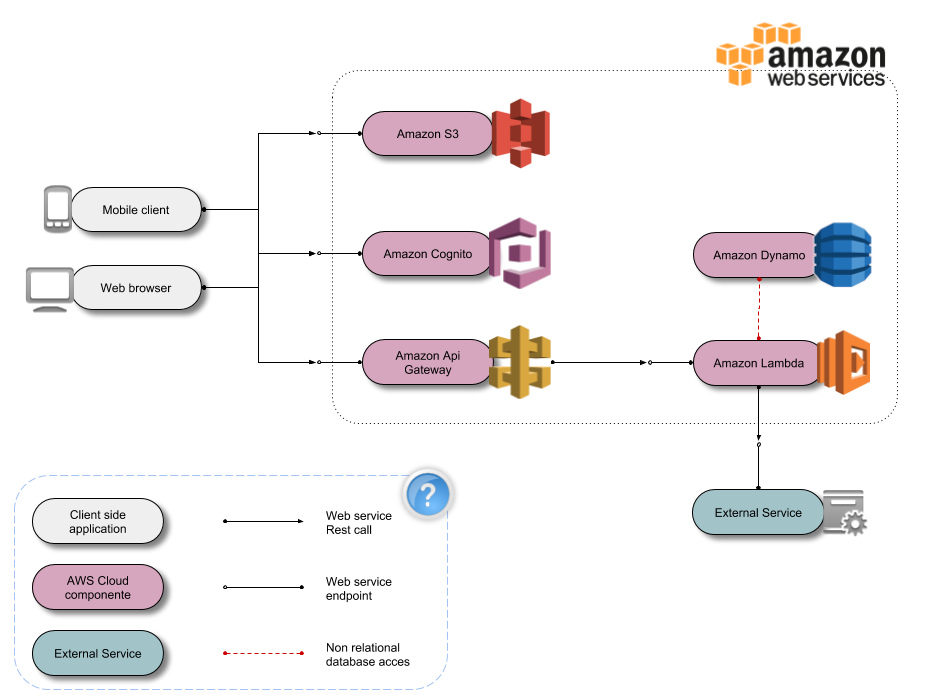 amazon
web services
Amazon S3
Mobile client
Amazon Cognito
Amazon Dynamo
Web browser
Amazon Api
Gateway
Amazon Lambda
?
Client side
application
Web service
Rest call
External Service
AWS Cloud
componente
Web service
endpoint
External Service
Non relational
database acces